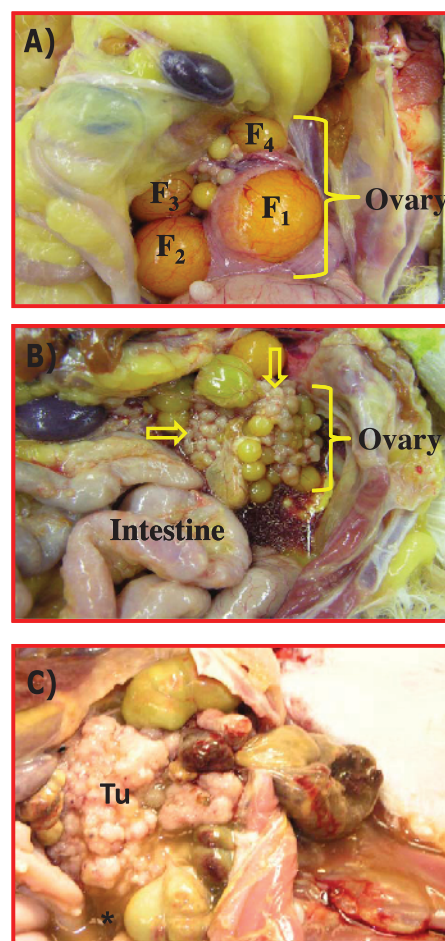 A)
F4
F3
F1
Ovary
F2
B)
Ovary
Intestine
C)
Tu
*